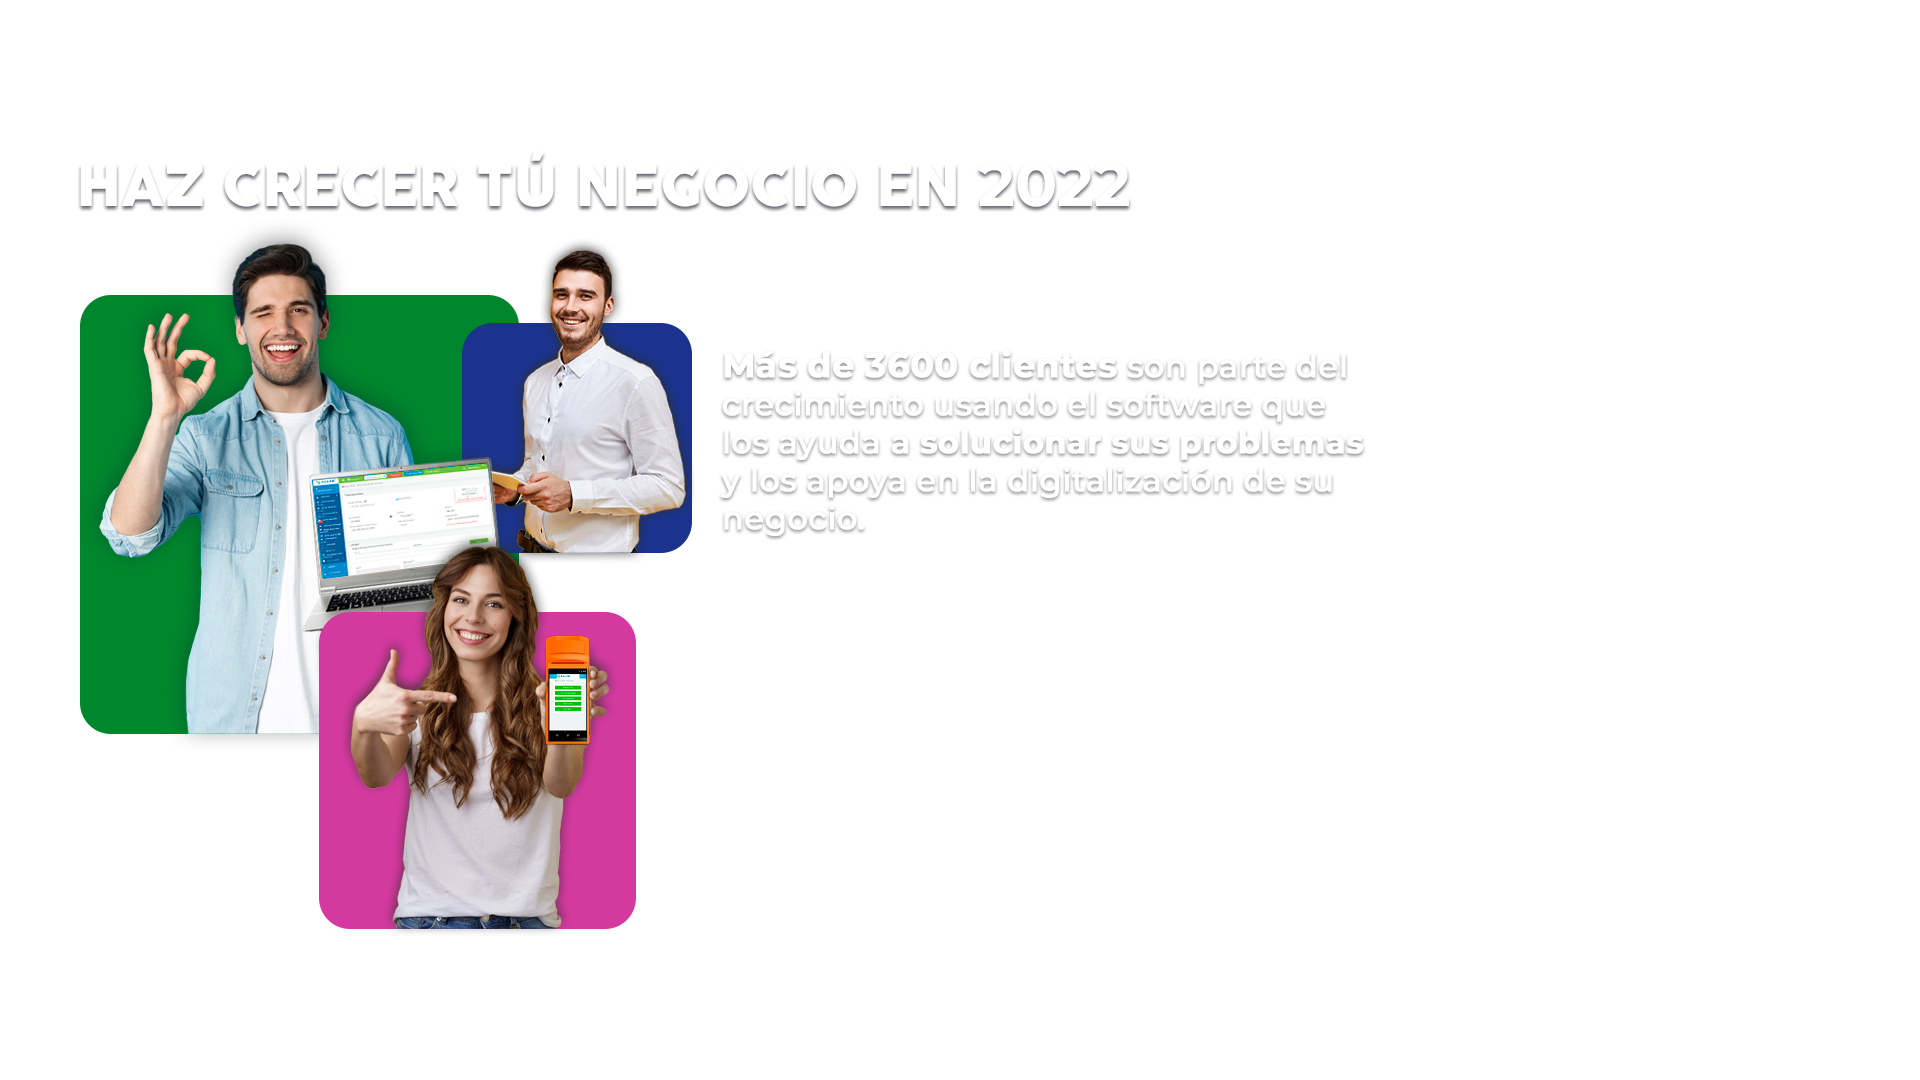 HAZ CRECER TÚ NEGOCIO EN 2022
Más de 3600 clientes son parte del
crecimiento usando el software que
los ayuda a solucionar sus problemas
y los apoya en la digitalización de su
negocio.